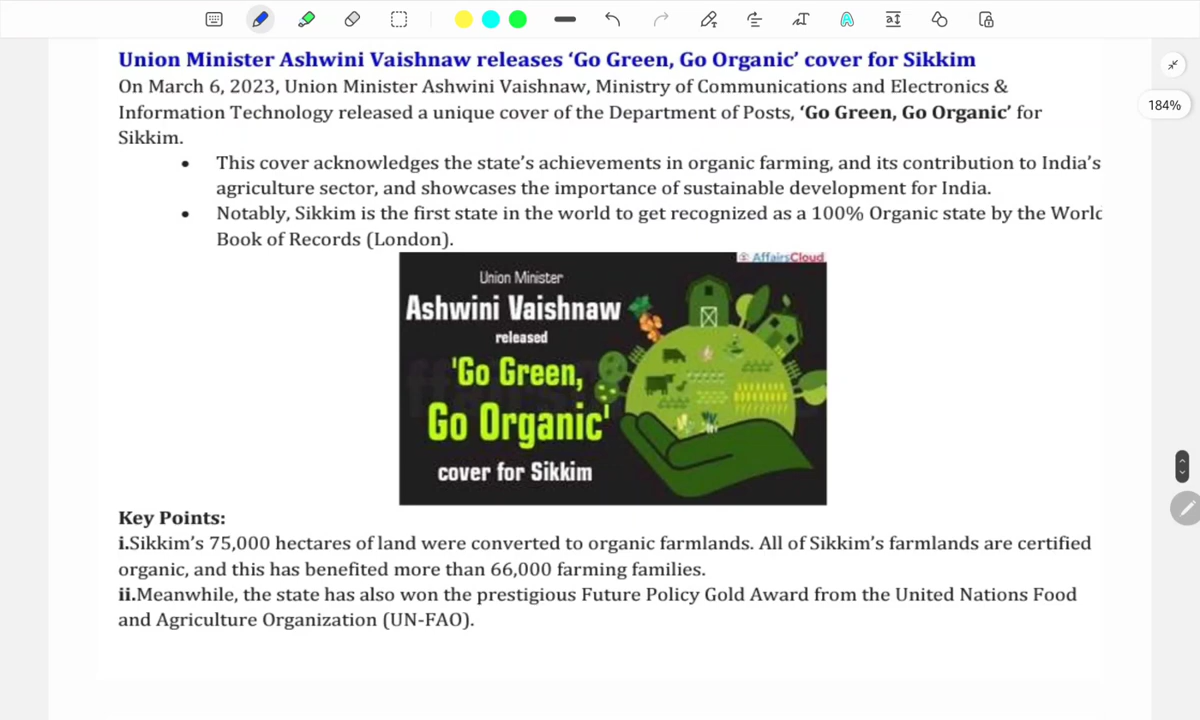 184%
Union Minister Ashwini Vaishnaw releases ‘Go Green, Go Organic’ cover for Sikkim
On March 6, 2023, Union Minister Ashwini Vaishnaw, Ministry of Communications and Electronics &
Information Technology released a unique cover of the Department of Posts, ‘Go Green, Go Organic’ for
Sikkim.
• This cover acknowledges the state’s achievements in organic farming, and its contribution to India’s
agriculture sector, and showcases the importance of sustainable development for India.
• Notably, Sikkim is the first state in the world to get recognized as a 100% Organic state by the World
Book of Records (London).
AffairsCloud
Union Minister
Ashwini Vaishnaw
released
'Go Green,
Go Organic'
cover for Sikkim
Key Points:
i.Sikkim’s 75,000 hectares of land were converted to organic farmlands. All of Sikkim’s farmlands are certified
organic, and this has benefited more than 66,000 farming families.
ii.Meanwhile, the state has also won the prestigious Future Policy Gold Award from the United Nations Food
and Agriculture Organization (UN-FAO).